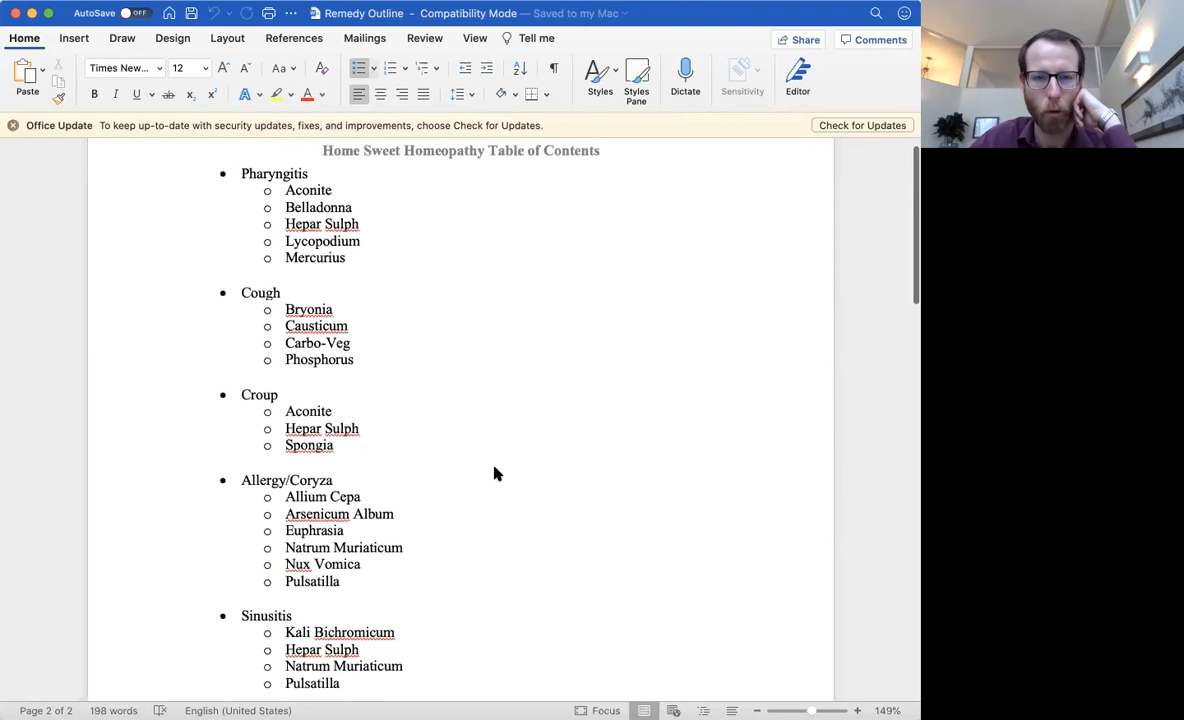 AutoSave OFF
Remedy Outline - Compatibility Mode — Saved to my Mac
Home Insert Draw Design Layout References Mailings Review View Tell me
Share Comments
Paste
Times New... 12 Aa
B I U ab x₂ x² A A
Styles Styles Pane Dictate Sensitivity Editor
Office Update To keep up-to-date with security updates, fixes, and improvements, choose Check for Updates.
Check for Updates
Home Sweet Homeopathy Table of Contents
• Pharyngitis
o Aconite
o Belladonna
o Hepar Sulph
o Lycopodium
o Mercurius
• Cough
o Bryonia
o Causticum
o Carbo-Veg
o Phosphorus
• Croup
o Aconite
o Hepar Sulph
o Spongia
• Allergy/Coryza
o Allium Cepa
o Arsenicum Album
o Euphrasia
o Natrum Muriaticum
o Nux Vomica
o Pulsatilla
• Sinusitis
o Kali Bichromicum
o Hepar Sulph
o Natrum Muriaticum
o Pulsatilla
Page 2 of 2 198 words English (United States) Focus 149%